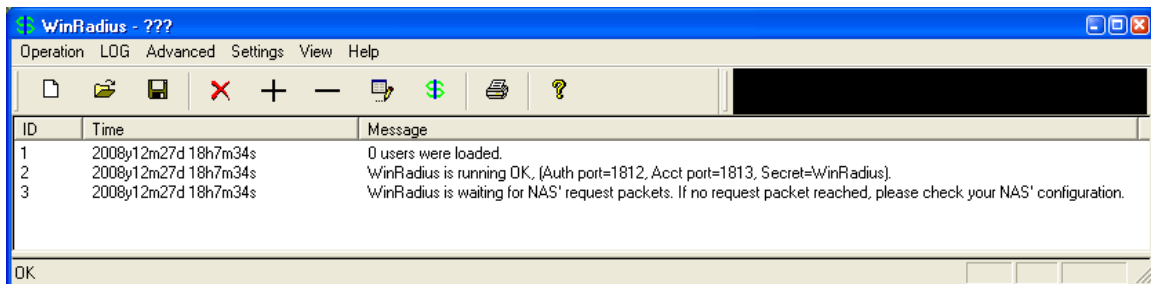 WinRadius - ???
Operation LOG Advanced Settings View Help
ID Time Message
1 2008y12m27d 18h7m34s 0 users were loaded.
2 2008y12m27d 18h7m34s WinRadius is running OK, (Auth port=1812, Acct port=1813, Secret=WinRadius).
3 2008y12m27d 18h7m34s WinRadius is waiting for NAS' request packets. If no request packet reached, please check your NAS' configuration.
OK